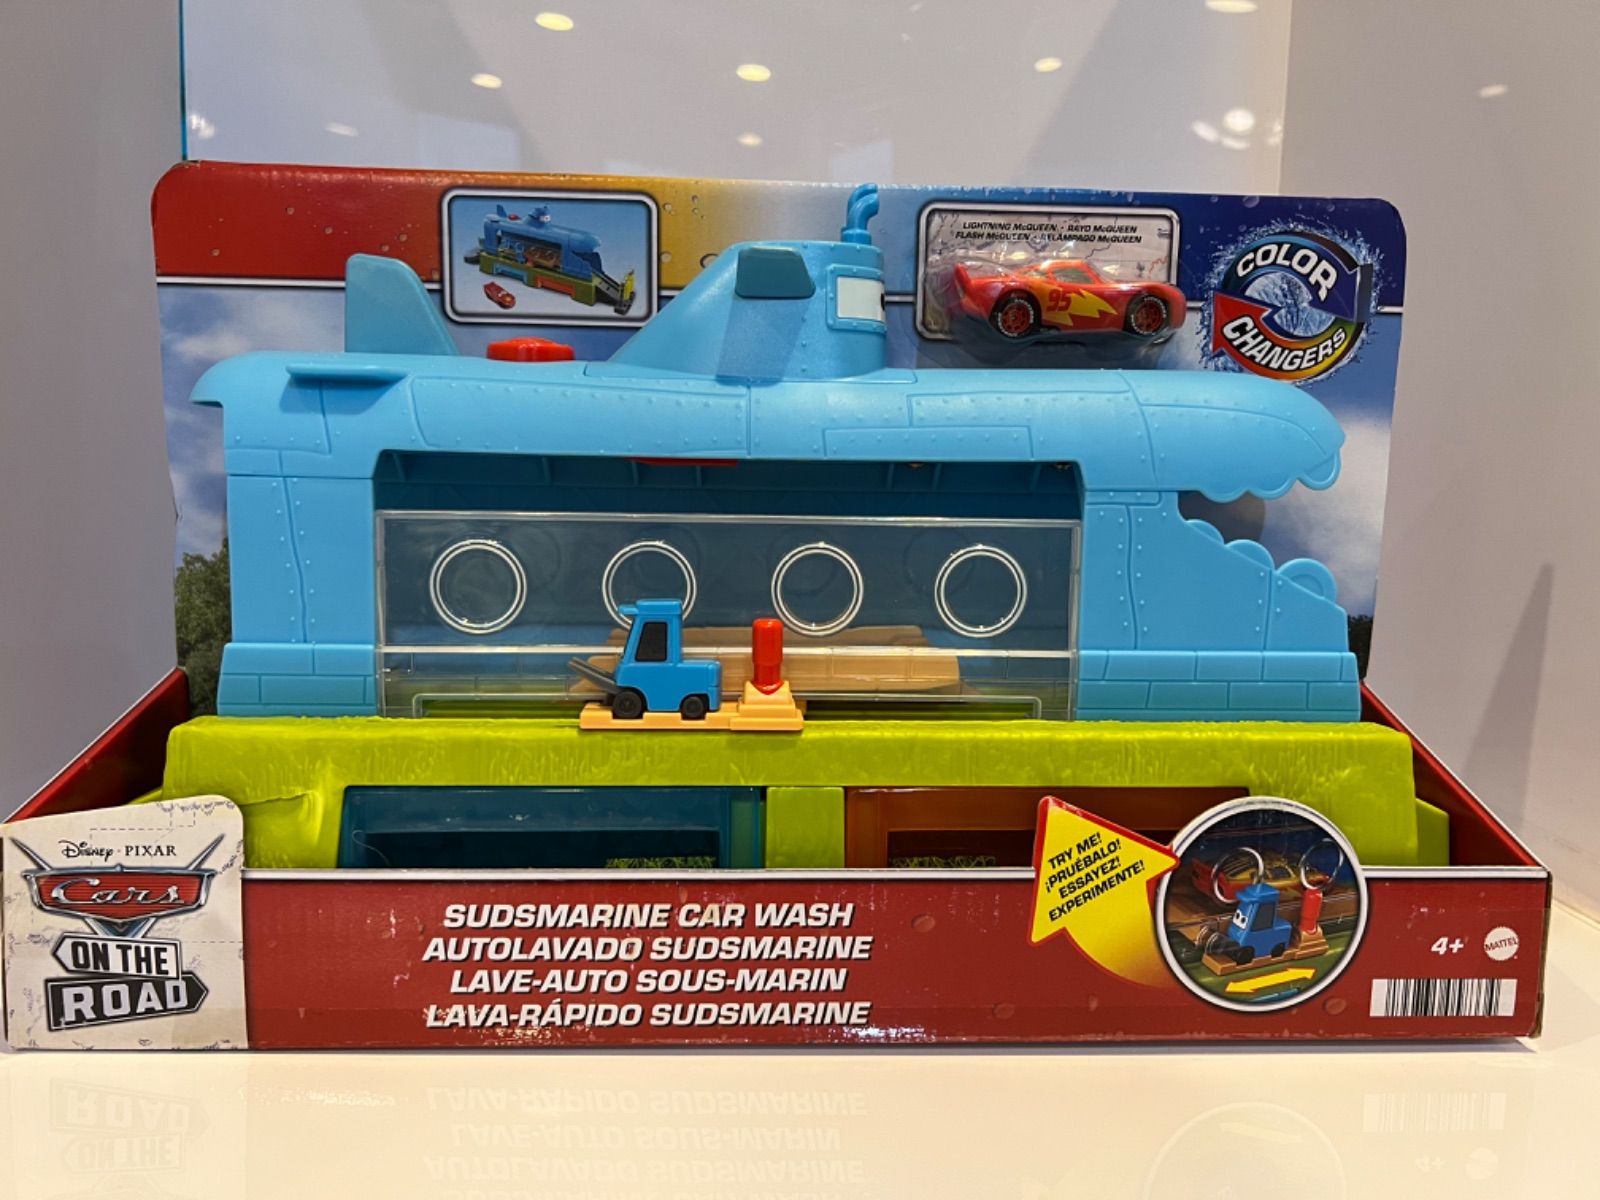 LIGHTNING McQUEEN · RAYO McQUEEN
FLASH McQUEEN · RELÁMPAGO McQUEEN
COLOR
CHANGERS
95
Disney · PIXAR
Cars
ON THE
ROAD
SUDSMARINE CAR WASH
AUTOLAVADO SUDSMARINE
LAVE-AUTO SOUS-MARIN
LAVA-RÁPIDO SUDSMARINE
TRY ME!
¡PRUÉBALO!
ESSAYEZ!
EXPERIMENTE!
4+
MATTEL